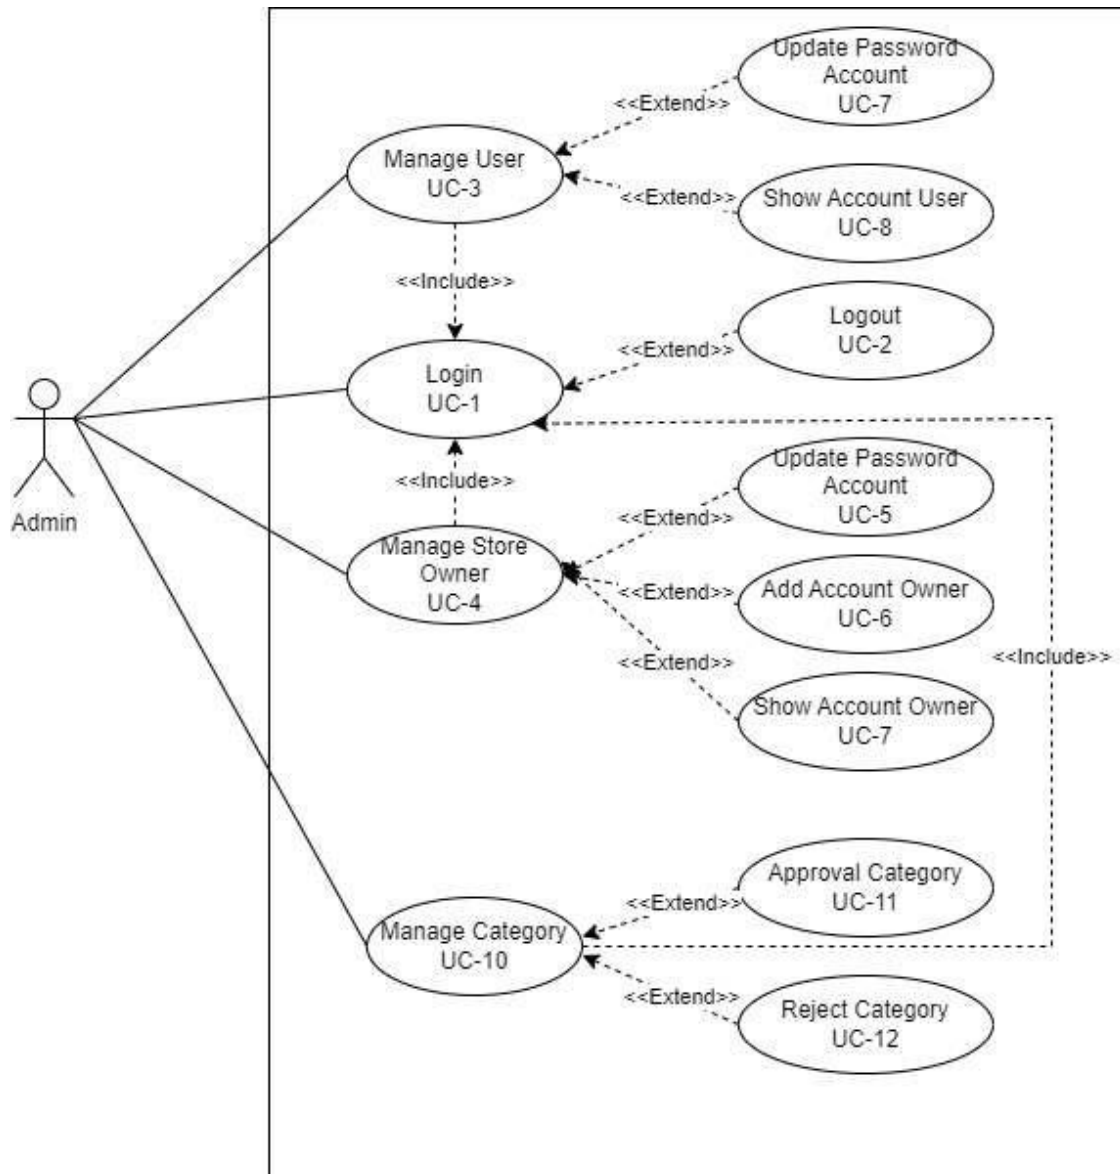 Update Password
Account
UC-7
<<Extend>>
Manage User
UC-3
<<Extend>>
Show Account User
UC-8
<<Include>>
Logout
UC-2
<<Extend>>
Login
UC-1
Admin
<<Include>>
Update Password
Account
UC-5
<<Extend>>
Manage Store
Owner
UC-4
<<Extend>>
Add Account Owner
UC-6
<<Include>>
<<Extend>>
Show Account Owner
UC-7
Approval Category
UC-11
<<Extend>>
Manage Category
UC-10
<<Extend>>
Reject Category
UC-12